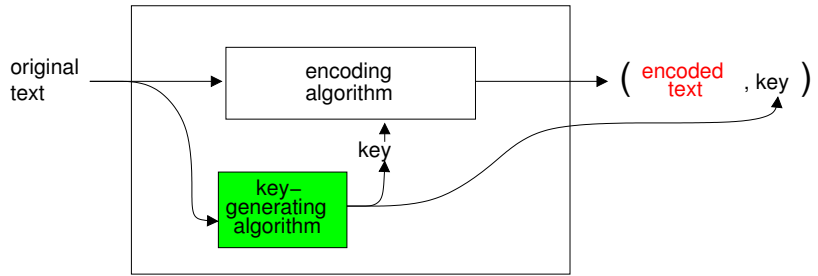 original
text
encoding
algorithm
( encoded
text , key )
key
key–
generating
algorithm